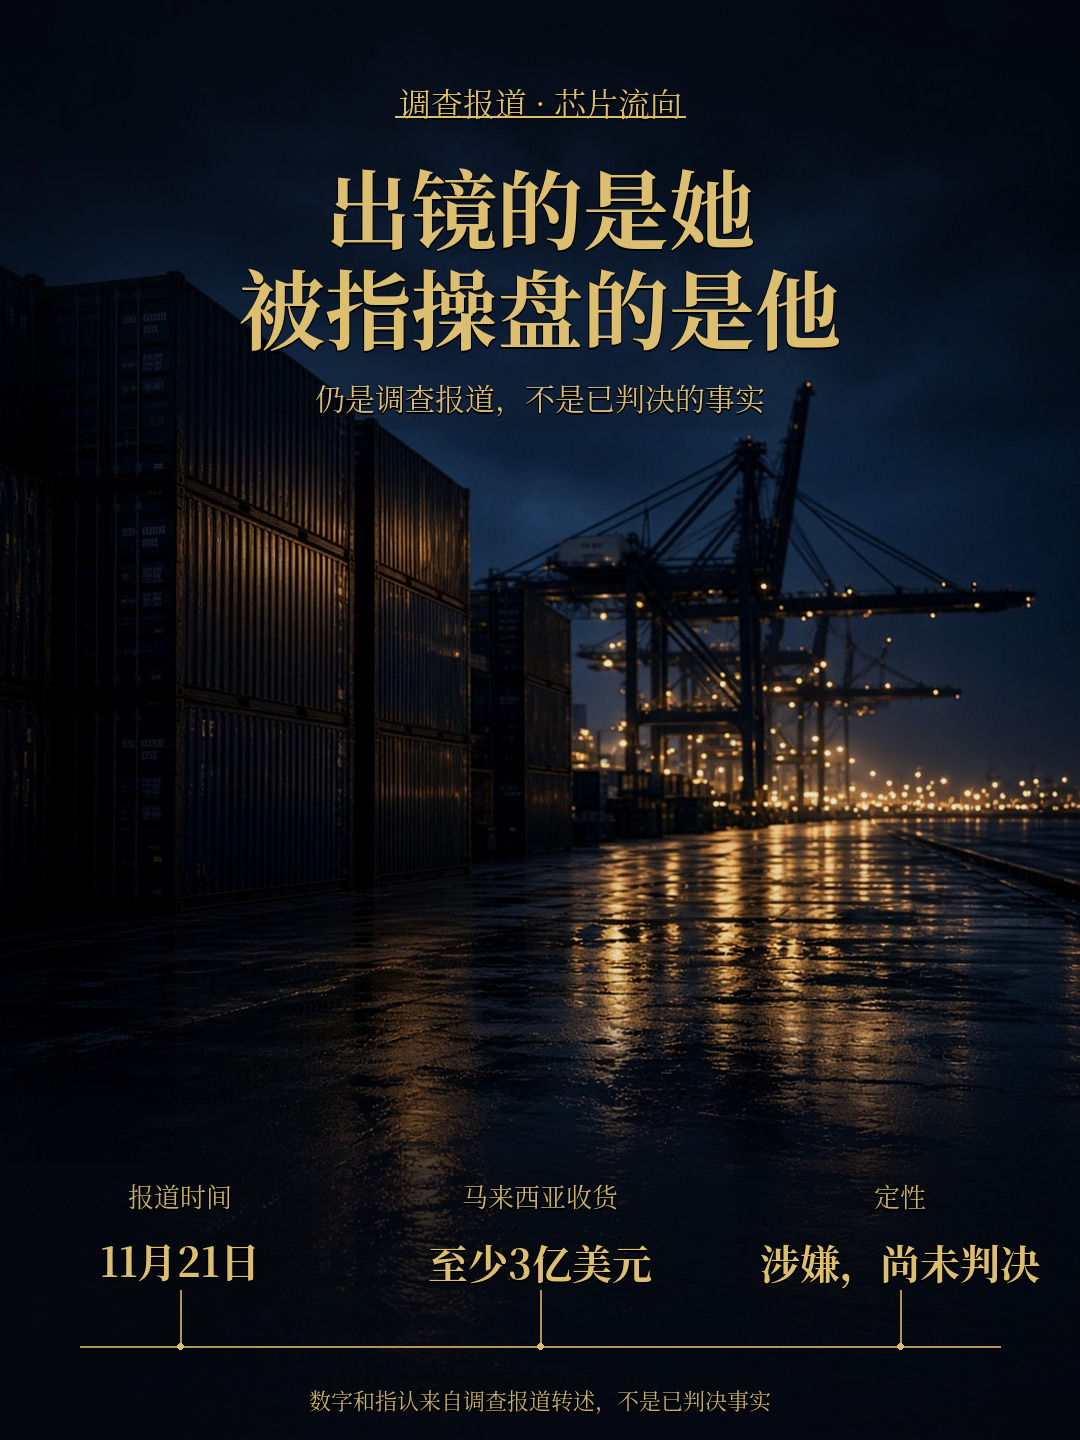 调查报道·芯片流向
出镜的是她
被指操盘的是他
仍是调查报道，不是已判决的事实
报道时间
马来西亚收货
定性
11月21日
至少3亿美元
涉嫌，尚未判决
数字和指认来自调查报道转述，不是已判决事实